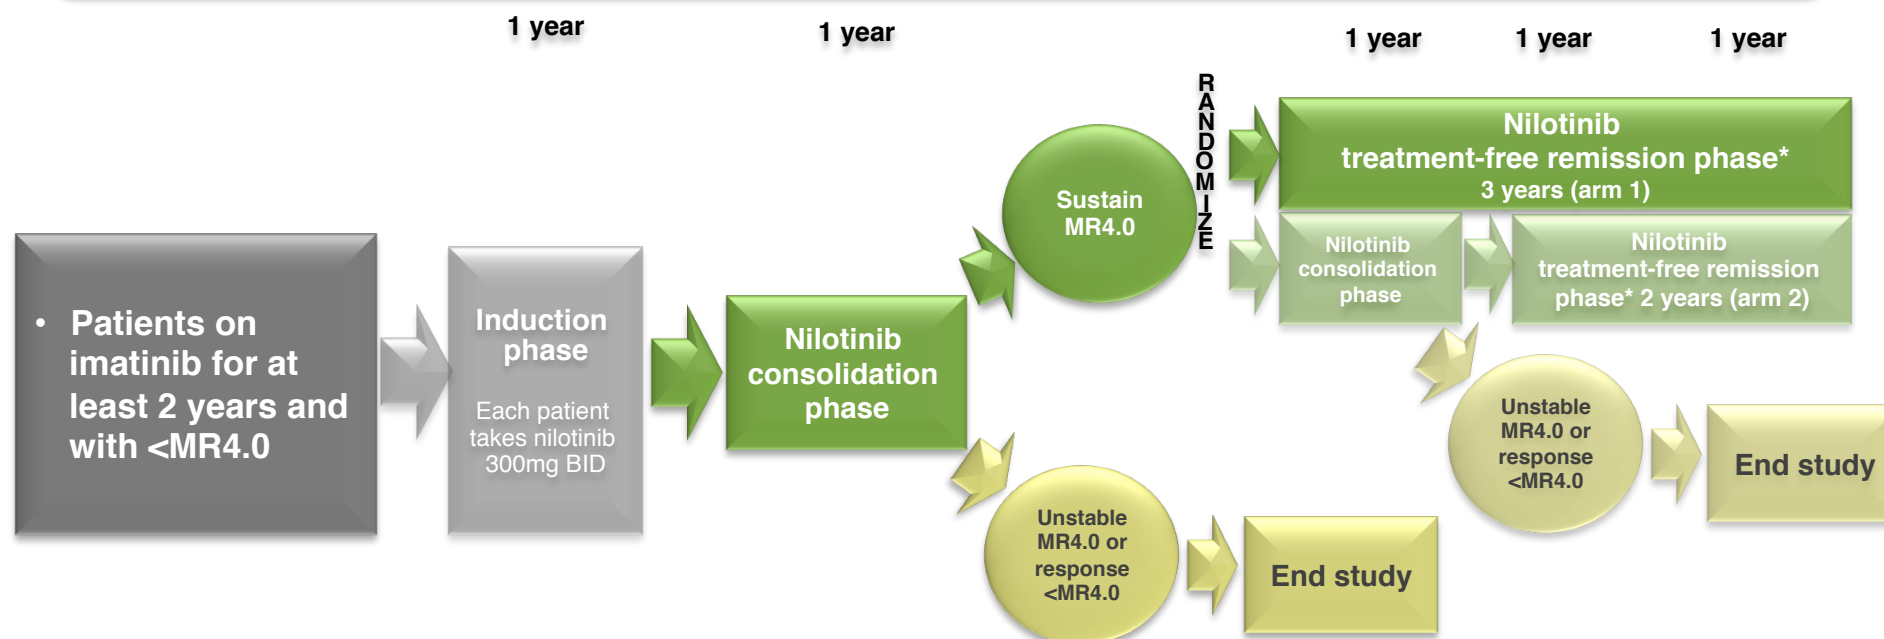 1 year
1 year
1 year
1 year
1 year
RANDOMIZE
Nilotinib
treatment-free remission phase*
3 years (arm 1)
Sustain
MR4.0
Nilotinib
consolidation
phase
Nilotinib
treatment-free remission
phase* 2 years (arm 2)
• Patients on
imatinib for at
least 2 years and
with <MR4.0
Induction
phase
Each patient
takes nilotinib
300mg BID
Nilotinib
consolidation
phase
Unstable
MR4.0 or
response
<MR4.0
End study
Unstable
MR4.0 or
response
<MR4.0
End study